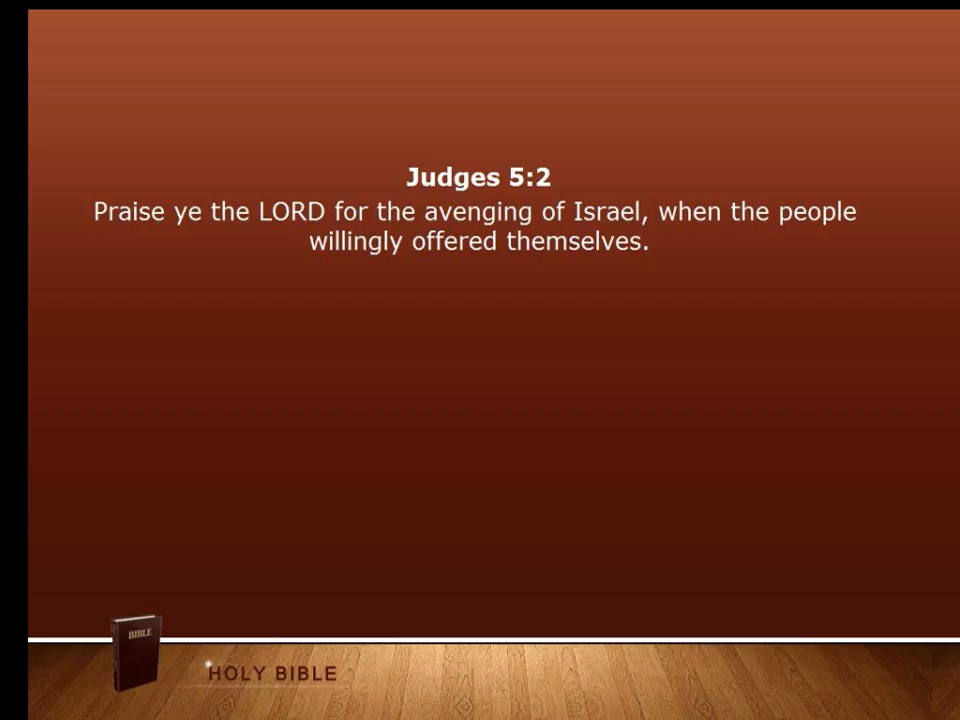 Judges 5:2
Praise ye the LORD for the avenging of Israel, when the people
willingly offered themselves.
BIBLE
HOLY BIBLE